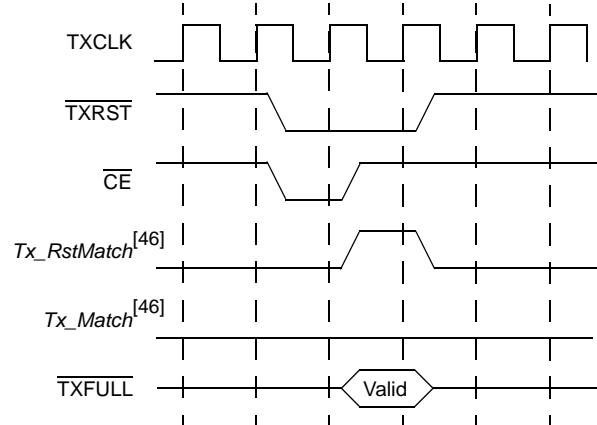 TXCLK
TXRST
CE
Tx_RstMatch[46]
Tx_Match[46]
TXFULL
Valid